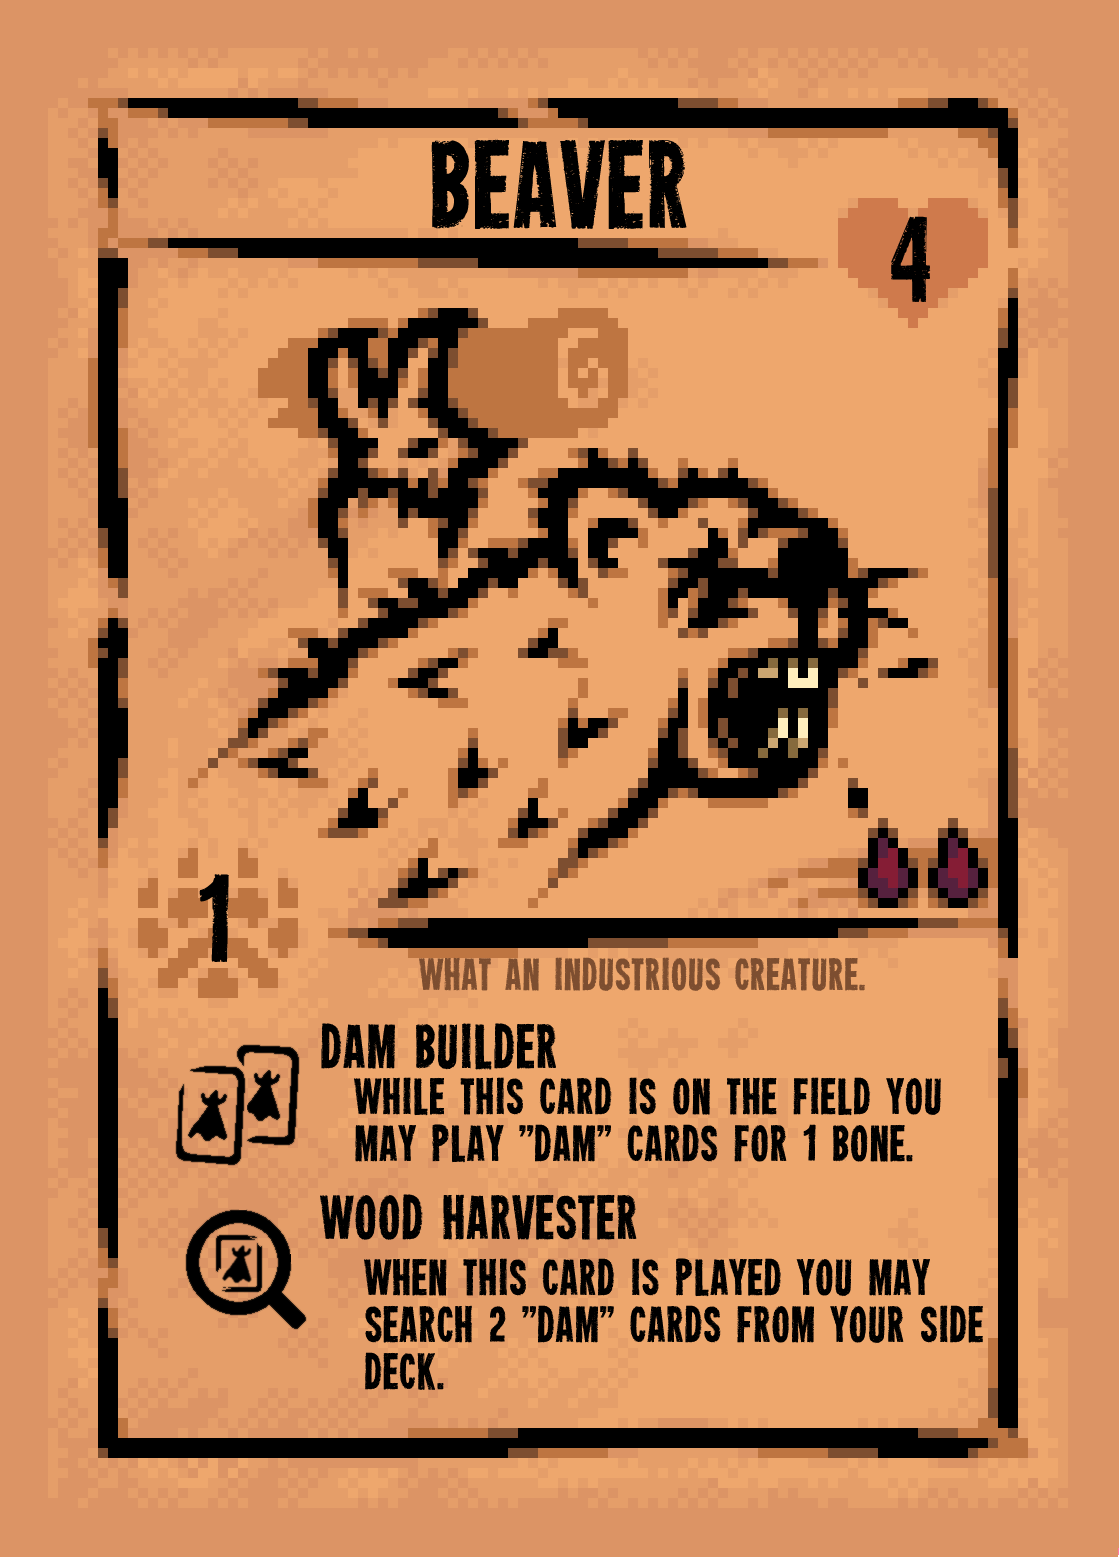 BEAVER
4
1
WHAT AN INDUSTRIOUS CREATURE.
DAM BUILDER
WHILE THIS CARD IS ON THE FIELD YOU
MAY PLAY "DAM" CARDS FOR 1 BONE.
WOOD HARVESTER
WHEN THIS CARD IS PLAYED YOU MAY
SEARCH 2 "DAM" CARDS FROM YOUR SIDE
DECK.